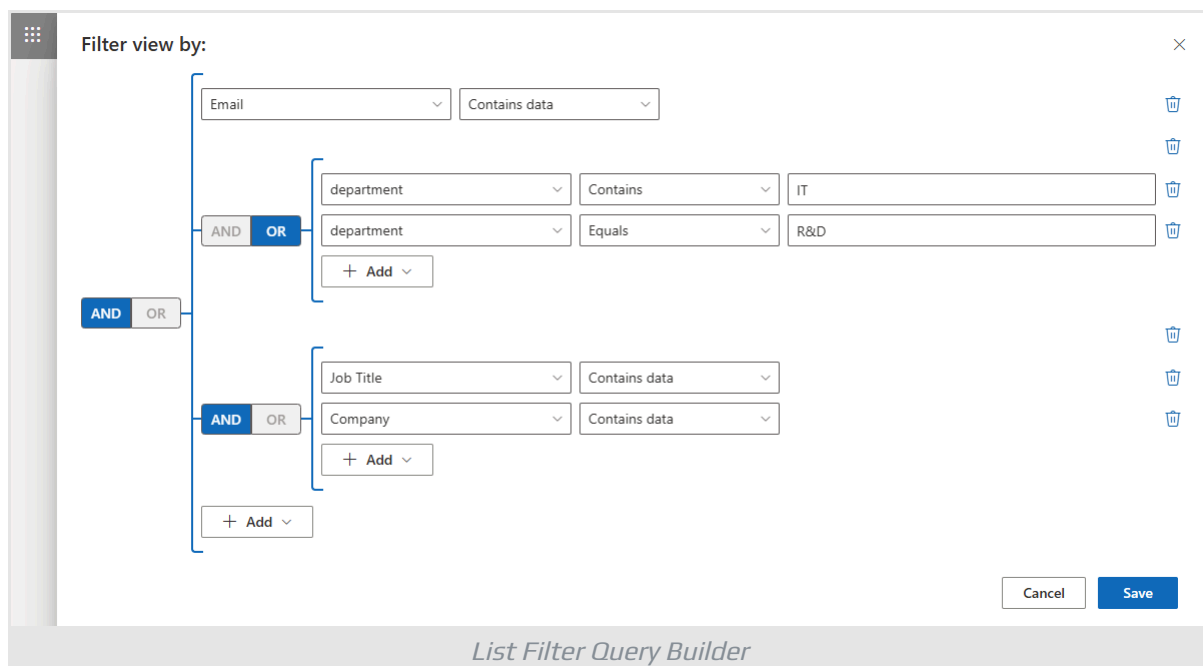 Filter view by:
Email Contains data
department Contains IT
AND OR department Equals R&D
Add
AND OR
Job Title Contains data
AND OR Company Contains data
Add
Add
Cancel Save
List Filter Query Builder